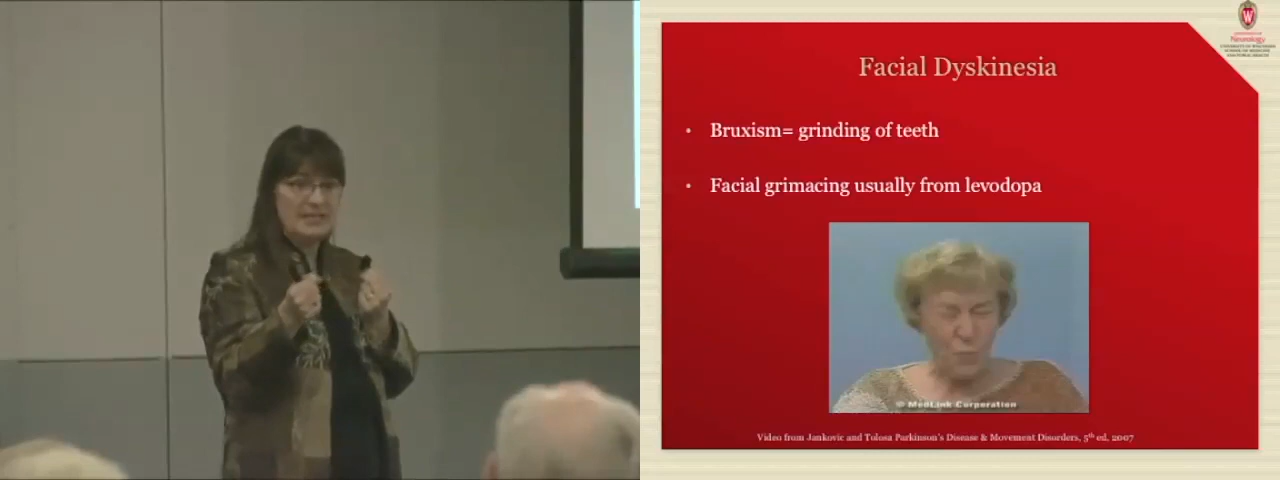 W
Neurology
Facial Dyskinesia
• Bruxism= grinding of teeth
• Facial grimacing usually from levodopa
© MedLink Corporation
Video from Jankovic and Tolosa Parkinson's Disease & Movement Disorders, 5th ed, 2007